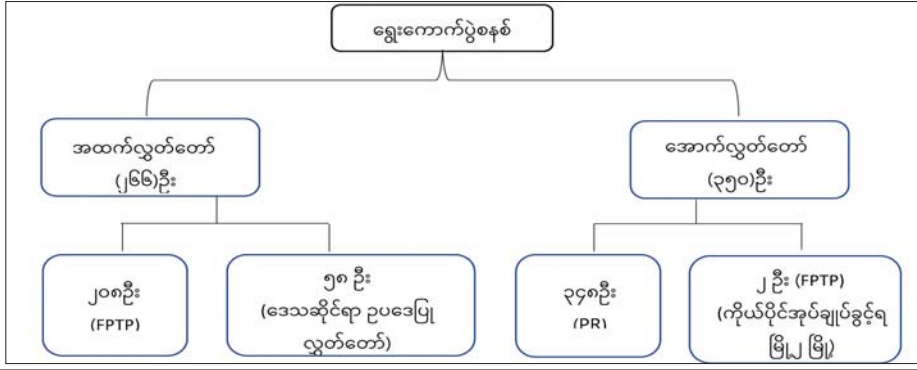 ရွေးကောက်ပွဲစနစ်
အထက်လွှတ်တော်
(၂၆၆)ဦး
အောက်လွှတ်တော်
(၃၅၀)ဦး
၂၀၈ဦး
(FPTP)
၅၈ ဦး
(ဒေသဆိုင်ရာ ဥပဒေပြု
လွှတ်တော်)
၃၄၈ဦး
(PR)
၂ ဦး (FPTP)
(ကိုယ်ပိုင်အုပ်ချုပ်ခွင့်ရ
မြို့၂ မြို့)